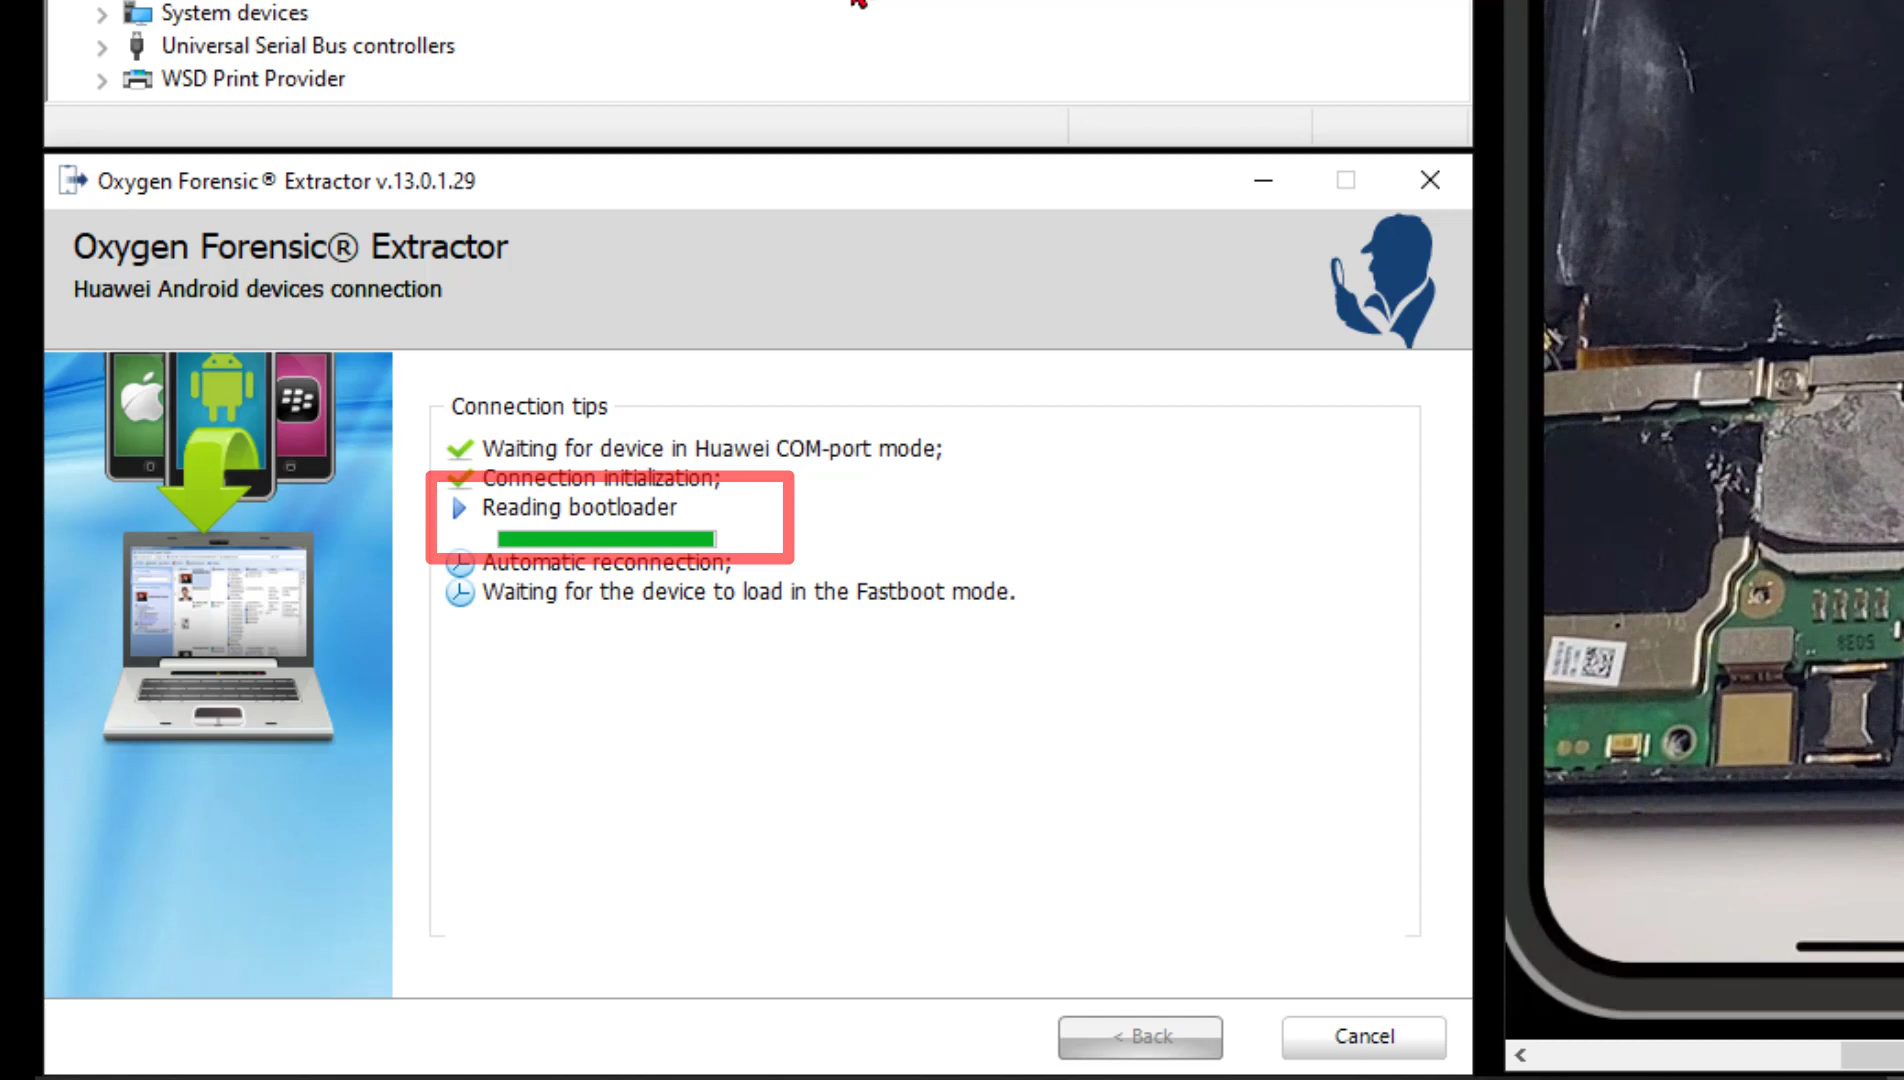 System devices
Universal Serial Bus controllers
WSD Print Provider
Oxygen Forensic® Extractor v.13.0.1.29
Oxygen Forensic® Extractor
Huawei Android devices connection
Connection tips
Waiting for device in Huawei COM-port mode;
Connection initialization;
Reading bootloader
Automatic reconnection;
Waiting for the device to load in the Fastboot mode.
< Back
Cancel